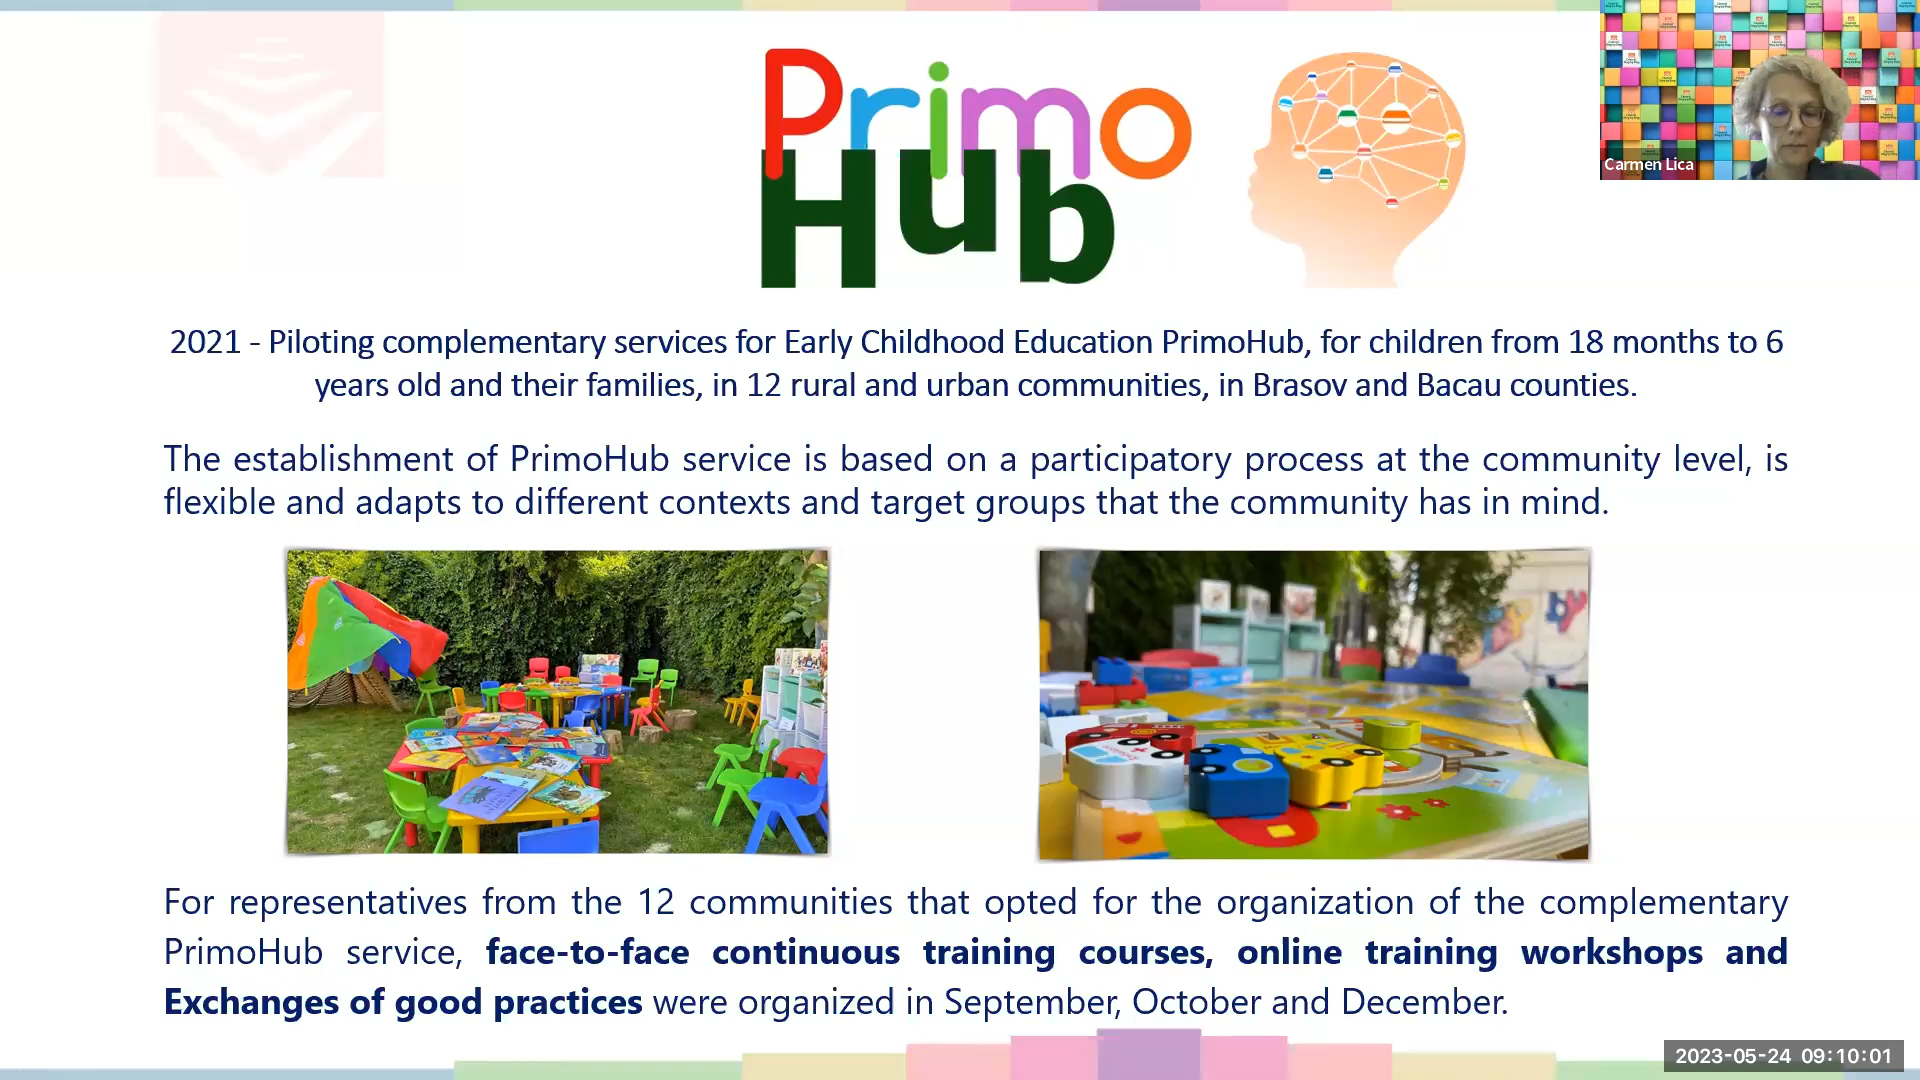 Primo
Hub
Carmen Lica
2021 - Piloting complementary services for Early Childhood Education PrimoHub, for children from 18 months to 6
years old and their families, in 12 rural and urban communities, in Brasov and Bacau counties.
The establishment of PrimoHub service is based on a participatory process at the community level, is
flexible and adapts to different contexts and target groups that the community has in mind.
For representatives from the 12 communities that opted for the organization of the complementary
PrimoHub service, face-to-face continuous training courses, online training workshops and
Exchanges of good practices were organized in September, October and December.
2023-05-24 09:10:01